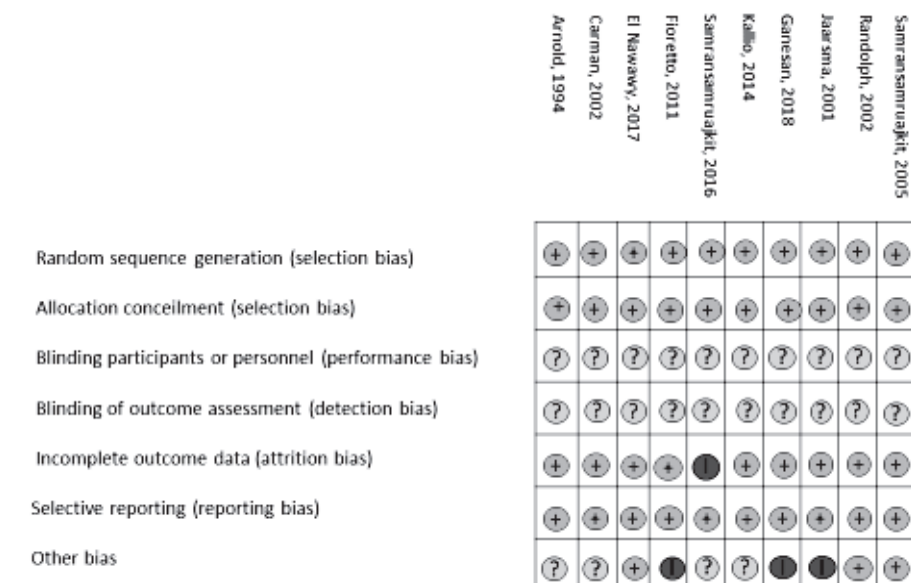 Arnold, 1994
Carman, 2002
El Nawawy, 2017
Fioretto, 2011
Samransamruajkit, 2016
Kallio, 2014
Ganesan, 2018
Jaarsma, 2001
Randolph, 2002
Samransamruajkit, 2005
Random sequence generation (selection bias) + + + + + + + + + +
Allocation conceilment (selection bias) + + + + + + + + + +
Blinding participants or personnel (performance bias) ? ? ? ? ? ? ? ? ? ?
Blinding of outcome assessment (detection bias) ? ? ? ? ? ? ? ? ? ?
Incomplete outcome data (attrition bias) + + + + | + + + + +
Selective reporting (reporting bias) + + + + + + + + + +
Other bias ? ? + | ? ? | | + +